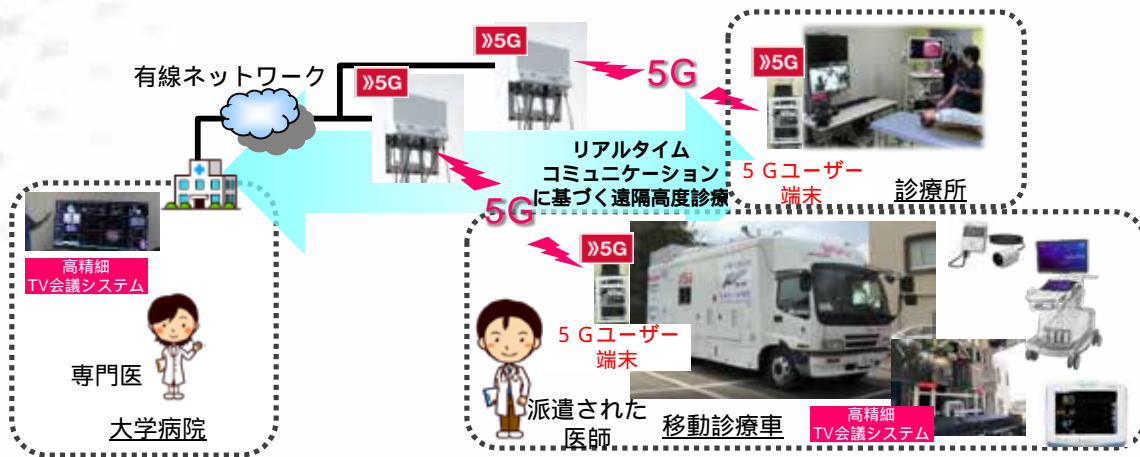 有線ネットワーク
»5G
»5G
5G
»5G
リアルタイム
コミュニケーション
に基づく遠隔高度診療
5Gユーザー
端末
診療所
5G
高精細
TV会議システム
専門医
大学病院
»5G
5Gユーザー
端末
派遣された
医師
移動診療車
高精細
TV会議システム